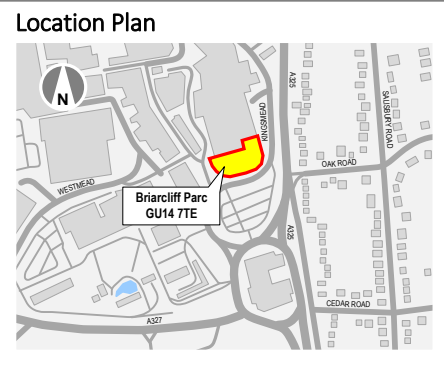 Location Plan
N
A325
KINGSMEAD
SALISBURY ROAD
OAK ROAD
WESTMEAD
Briarcliff Parc
GU14 7TE
A325
CEDAR ROAD
A327